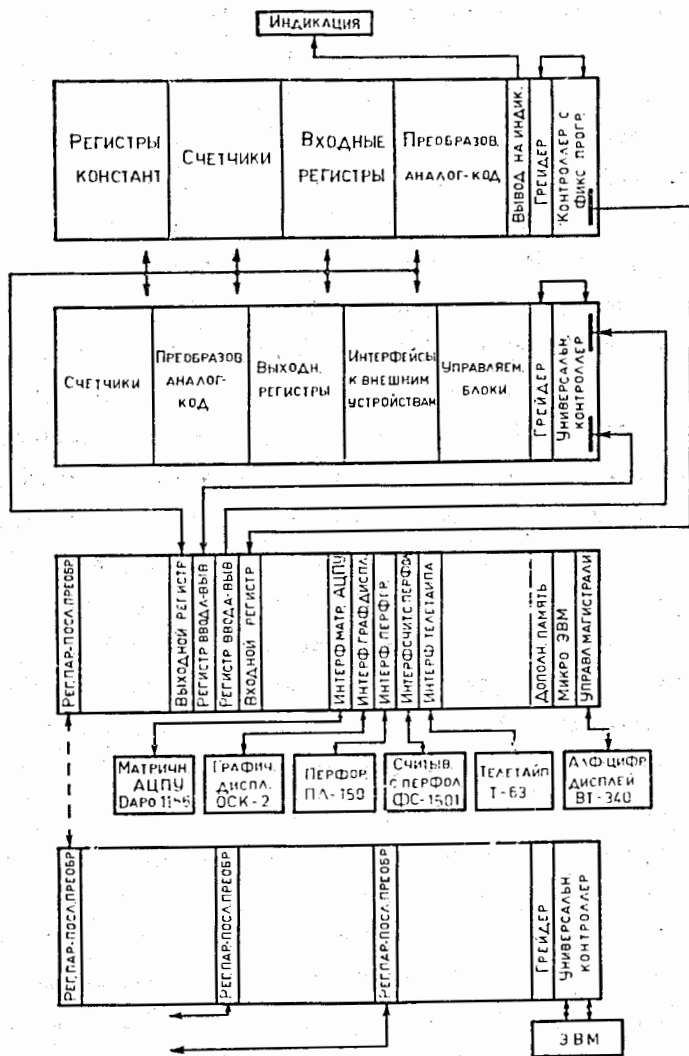 ИНДИКАЦИЯ
РЕГИСТРЫ
КОНСТАНТ
СЧЕТЧИКИ
ВХОДНЫЕ
РЕГИСТРЫ
ПРЕОБРАЗОВ.
АНАЛОГ-КОД
ВЫВОД НА ИНДИК.
ГРЕЙДЕР
КОНТРОЛЛЕР С
ФИКС ПРОГР.
СЧЕТЧИКИ
ПРЕОБРАЗОВ.
АНАЛОГ-
КОД
ВЫХОДН.
РЕГИСТРЫ
ИНТЕРФЕЙСЫ
К ВНЕШНИМ
УСТРОЙСТВАМ
УПРАВЛЯЕМ.
БЛОКИ
ГРЕЙДЕР
УНИВЕРСАЛЬН.
КОНТРОЛЛЕР
РЕГ.ПАР-ПОСЛ.ПРЕОБР
ВЫХОДНОЙ РЕГИСТР
РЕГИСТР ВВОДА-ВЫВ
РЕГИСТР ВВОДА-ВЫВ
ВХОДНОЙ РЕГИСТР
ИНТЕРФ МАТР. АЦПУ
ИНТЕРФ.ГРАФ.ДИСПЛ.
ИНТЕРФ. ПЕРФОР.
ИНТЕРФ.СЧИТ.С ПЕРФОЛ
ИНТЕРФ ТЕЛЕТАЙПА
ДОПОЛН. ПАМЯТЬ
МИКРО ЭВМ
УПРАВЛ МАГИСТРАЛИ
МАТРИЧН.
АЦПУ
DARO 1156
ГРАФИЧ.
ДИСПЛ.
ОСК-2
ПЕРФОР.
ПЛ-150
СЧИТЫВ.
С ПЕРФОЛ
ФС-1501
ТЕЛЕТАЙП
Т-63
АЛФ-ЦИФР
ДИСПЛЕЙ
ВТ-340
РЕГ.ПАР-ПОСЛ.ПРЕОБР
РЕГ.ПАР-ПОСЛ.ПРЕОБР
РЕГ.ПАР-ПОСЛ.ПРЕОБР
ГРЕЙДЕР
УНИВЕРСАЛЬН.
КОНТРОЛЛЕР
ЭВМ